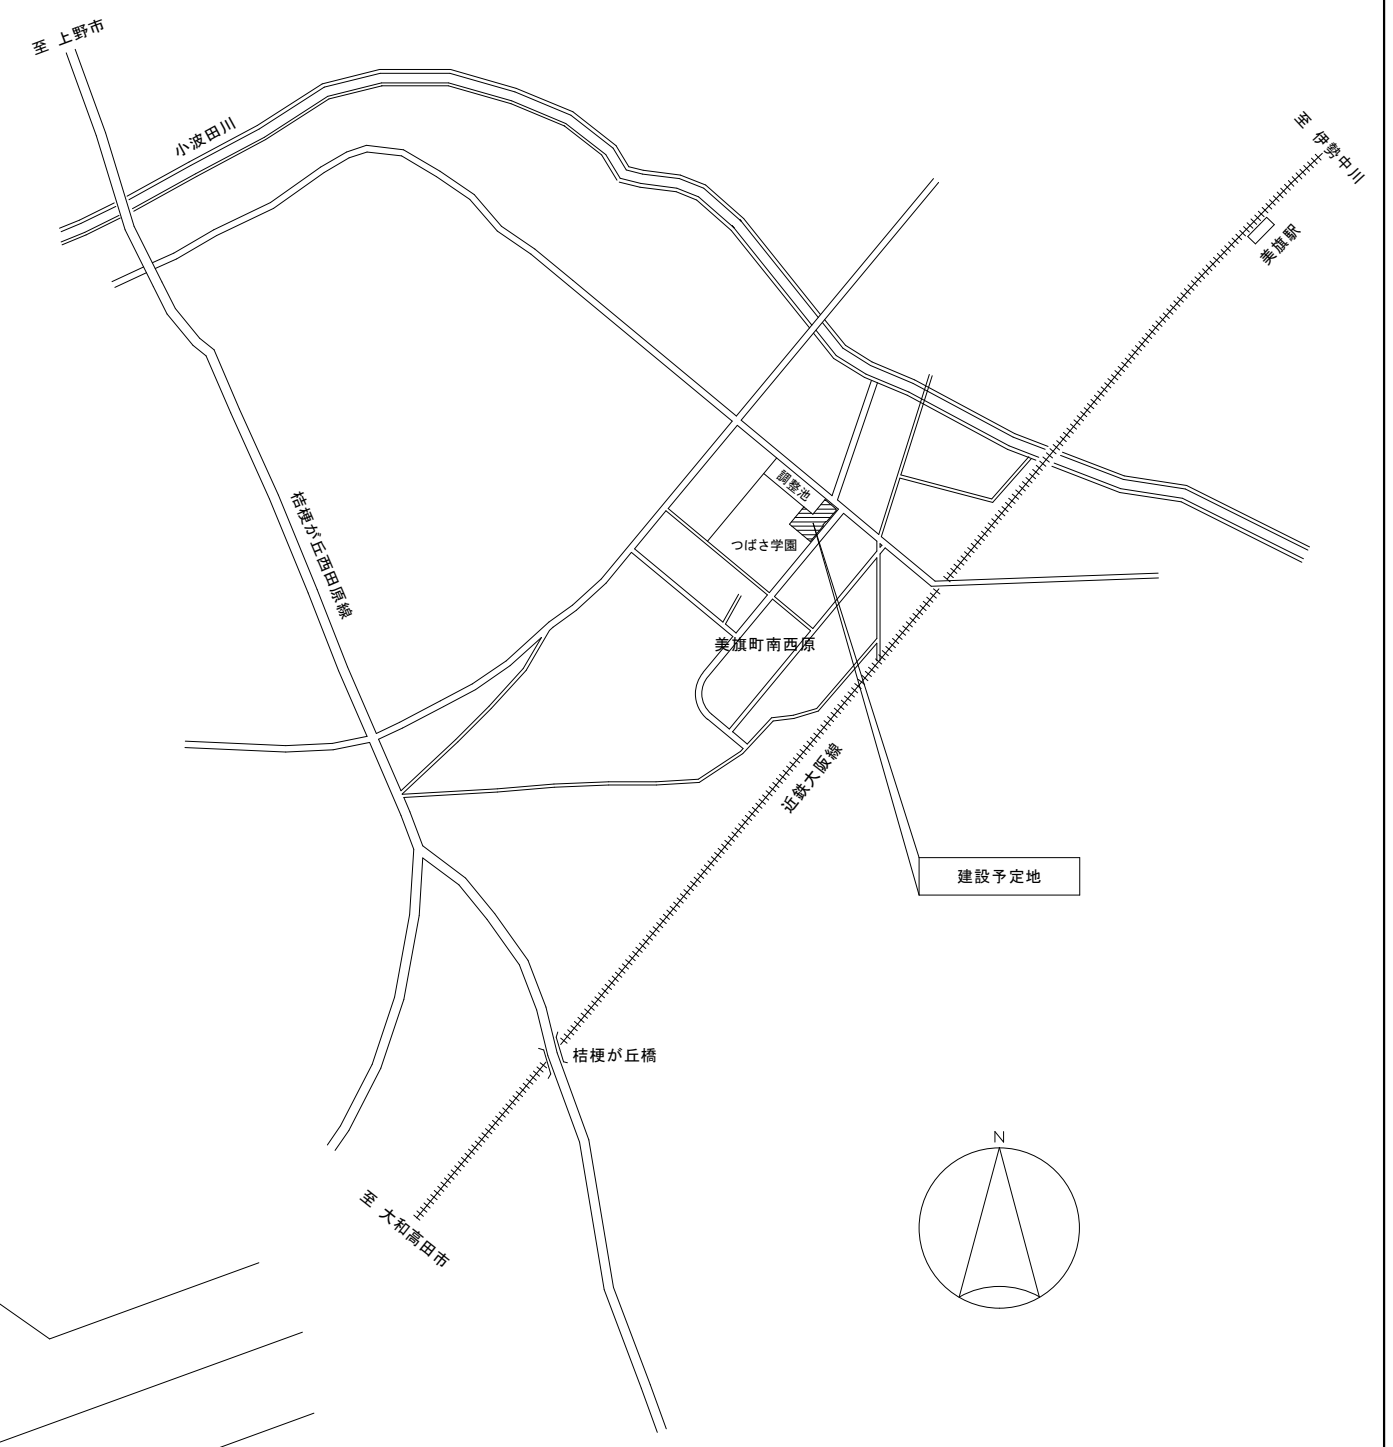 至 上野市
小波田川
至 伊勢中川
美旗駅
調整池
つばさ学園
桔梗が丘西田原線
美旗町南西原
近鉄大阪線
建設予定地
桔梗が丘橋
N
至 大和高田市